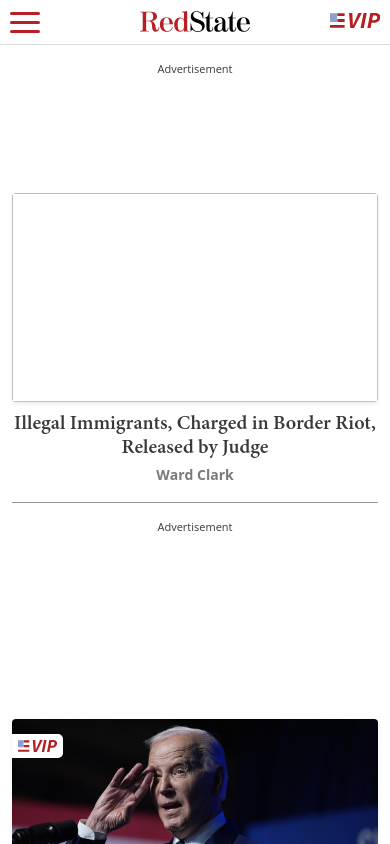 RedState
VIP
Advertisement
Illegal Immigrants, Charged in Border Riot,
Released by Judge
Ward Clark
Advertisement
VIP